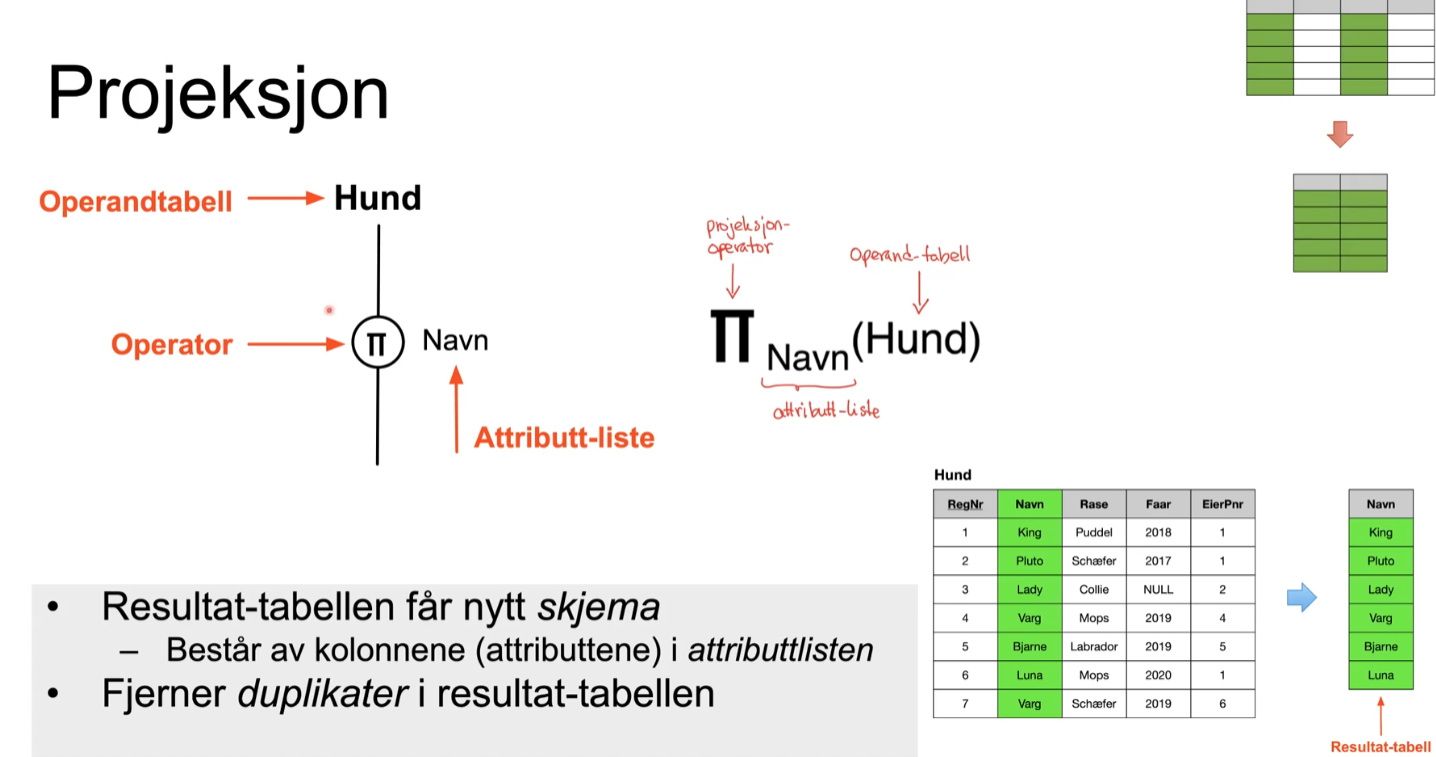 Projeksjon
Operandtabell
Hund
Operator
π
Navn
Attributt-liste
projeksjon-
operator
Operand-tabell
π Navn (Hund)
attributt-liste
Resultat-tabellen får nytt skjema
– Består av kolonnene (attributtene) i attributtlisten
Fjerner duplikater i resultat-tabellen
Hund
RegNr Navn Rase Faar EierPnr
1 King Puddel 2018 1
2 Pluto Schæfer 2017 1
3 Lady Collie NULL 2
4 Varg Mops 2019 4
5 Bjarne Labrador 2019 5
6 Luna Mops 2020 1
7 Varg Schæfer 2019 6
Navn
King
Pluto
Lady
Varg
Bjarne
Luna
Resultat-tabell